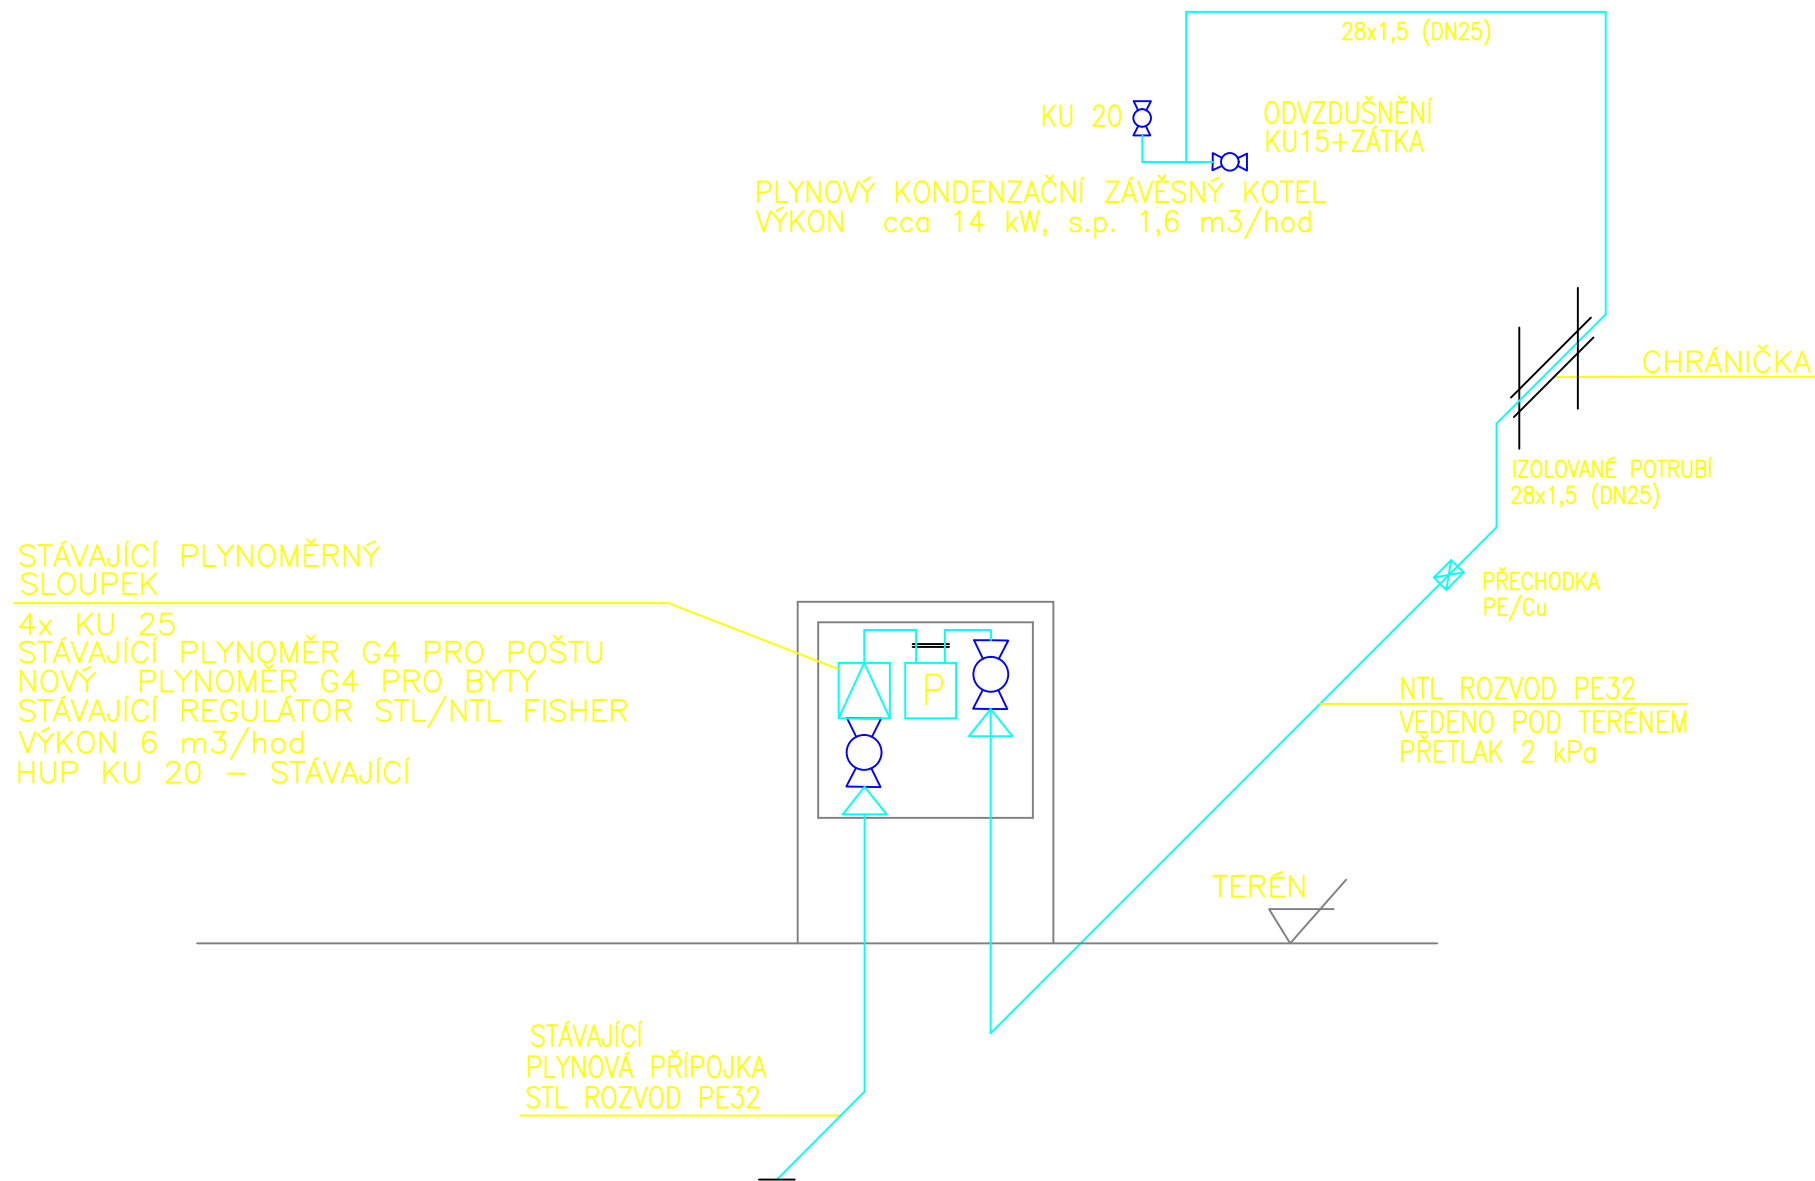 28x1,5 (DN25)
KU 20
ODVZDUŠNĚNÍ
KU15+ZÁTKA
PLYNOVÝ KONDENZAČNÍ ZÁVĚSNÝ KOTEL
VÝKON cca 14 kW, s.p. 1,6 m3/hod
CHRÁNIČKA
IZOLOVANÉ POTRUBÍ
28x1,5 (DN25)
PŘECHODKA
PE/Cu
STÁVAJÍCÍ PLYNOMĚRNÝ
SLOUPEK
4x KU 25
STÁVAJÍCÍ PLYNOMĚR G4 PRO POŠTU
NOVÝ PLYNOMĚR G4 PRO BYTY
STÁVAJÍCÍ REGULÁTOR STL/NTL FISHER
VÝKON 6 m3/hod
HUP KU 20 – STÁVAJÍCÍ
P
NTL ROZVOD PE32
VEDENO POD TERÉNEM
PŘETLAK 2 kPa
TERÉN
STÁVAJÍCÍ
PLYNOVÁ PŘÍPOJKA
STL ROZVOD PE32